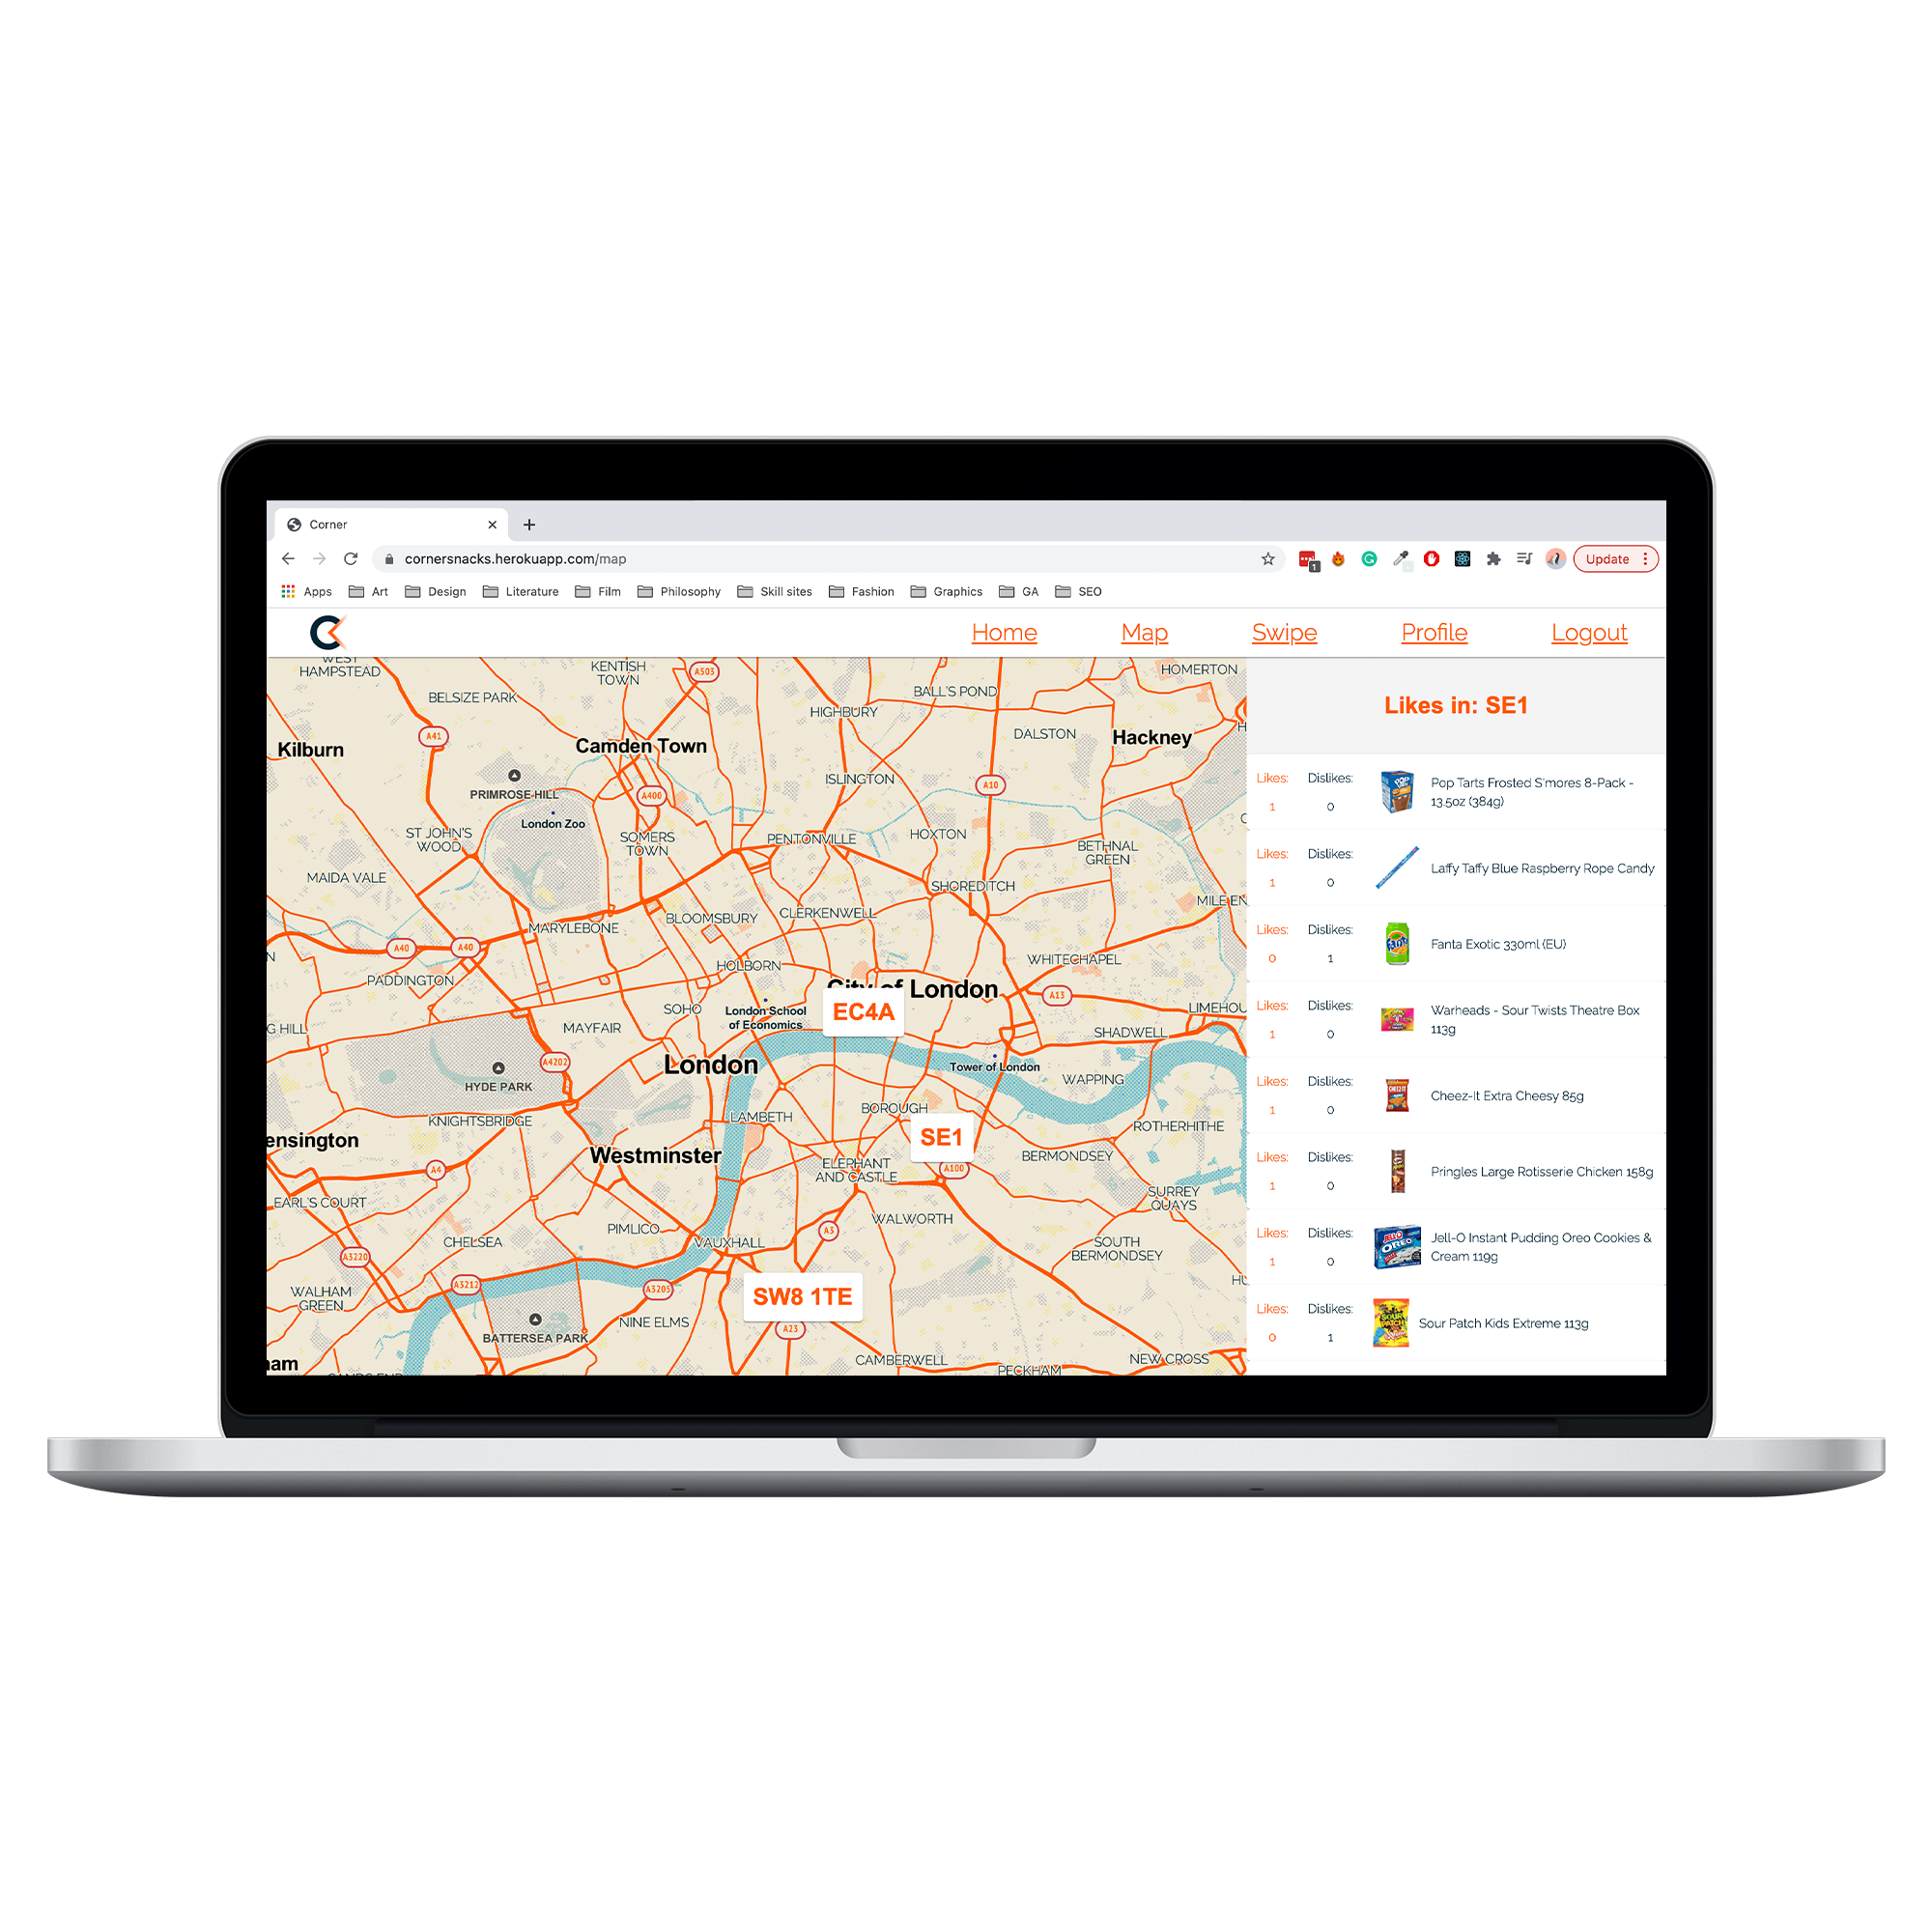 Corner
cornersnacks.herokuapp.com/map
1
Update
Apps
Art
Design
Literature
Film
Philosophy
Skill sites
Fashion
Graphics
GA
SEO
Home
Map
Swipe
Profile
Logout
WEST
HAMPSTEAD
KENTISH
TOWN
A503
HOMERTON
BELSIZE PARK
BALL'S POND
HIGHBURY
A41
DALSTON
Hackney
Kilburn
Camden Town
ISLINGTON
A10
PRIMROSE HILL
A400
London Zoo
ST JOHN'S
WOOD
SOMERS
TOWN
PENTONVILLE
HOXTON
BETHNAL
GREEN
MAIDA VALE
SHOREDITCH
MILE EN
BLOOMSBURY
CLERKENWELL
MARYLEBONE
A40
A40
HOLBORN
WHITECHAPEL
PADDINGTON
City of London
A13
SOHO
London School
of Economics
EC4A
LIMEHOU
G HILL
MAYFAIR
SHADWELL
London
A4202
Tower of London
HYDE PARK
WAPPING
KNIGHTSBRIDGE
LAMBETH
BOROUGH
ROTHERHITHE
ensington
SE1
Westminster
BERMONDSEY
A4
ELEPHANT
AND CASTLE
A100
EARL'S COURT
SURREY
QUAYS
WALWORTH
PIMLICO
A3
CHELSEA
VAUXHALL
SOUTH
BERMONDSEY
A3220
A3212
A3205
WALHAM
GREEN
SW8 1TE
NINE ELMS
A23
BATTERSEA PARK
ham
CAMBERWELL
NEW CROSS
PECKHAM
Likes in: SE1
Likes: Dislikes:
1 0
Pop Tarts Frosted S'mores 8-Pack -
13.5oz (384g)
Likes: Dislikes:
1 0
Laffy Taffy Blue Raspberry Rope Candy
Likes: Dislikes:
0 1
Fanta Exotic 330ml (EU)
Likes: Dislikes:
1 0
Warheads - Sour Twists Theatre Box
113g
Likes: Dislikes:
1 0
Cheez-It Extra Cheesy 85g
Likes: Dislikes:
1 0
Pringles Large Rotisserie Chicken 158g
Likes: Dislikes:
1 0
JELL-O
OREO
Jell-O Instant Pudding Oreo Cookies &
Cream 119g
Likes: Dislikes:
0 1
SOUR PATCH
Sour Patch Kids Extreme 113g